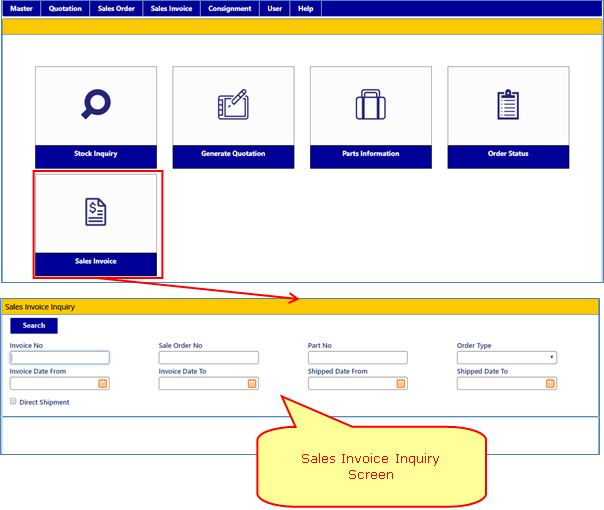 Master Quotation Sales Order Sales Invoice Consignment User Help
Stock Inquiry Generate Quotation Parts Information Order Status
$
Sales Invoice
Sales Invoice Inquiry
Search
Invoice No Sale Order No Part No Order Type
Invoice Date From Invoice Date To Shipped Date From Shipped Date To
Direct Shipment
Sales Invoice Inquiry
Screen